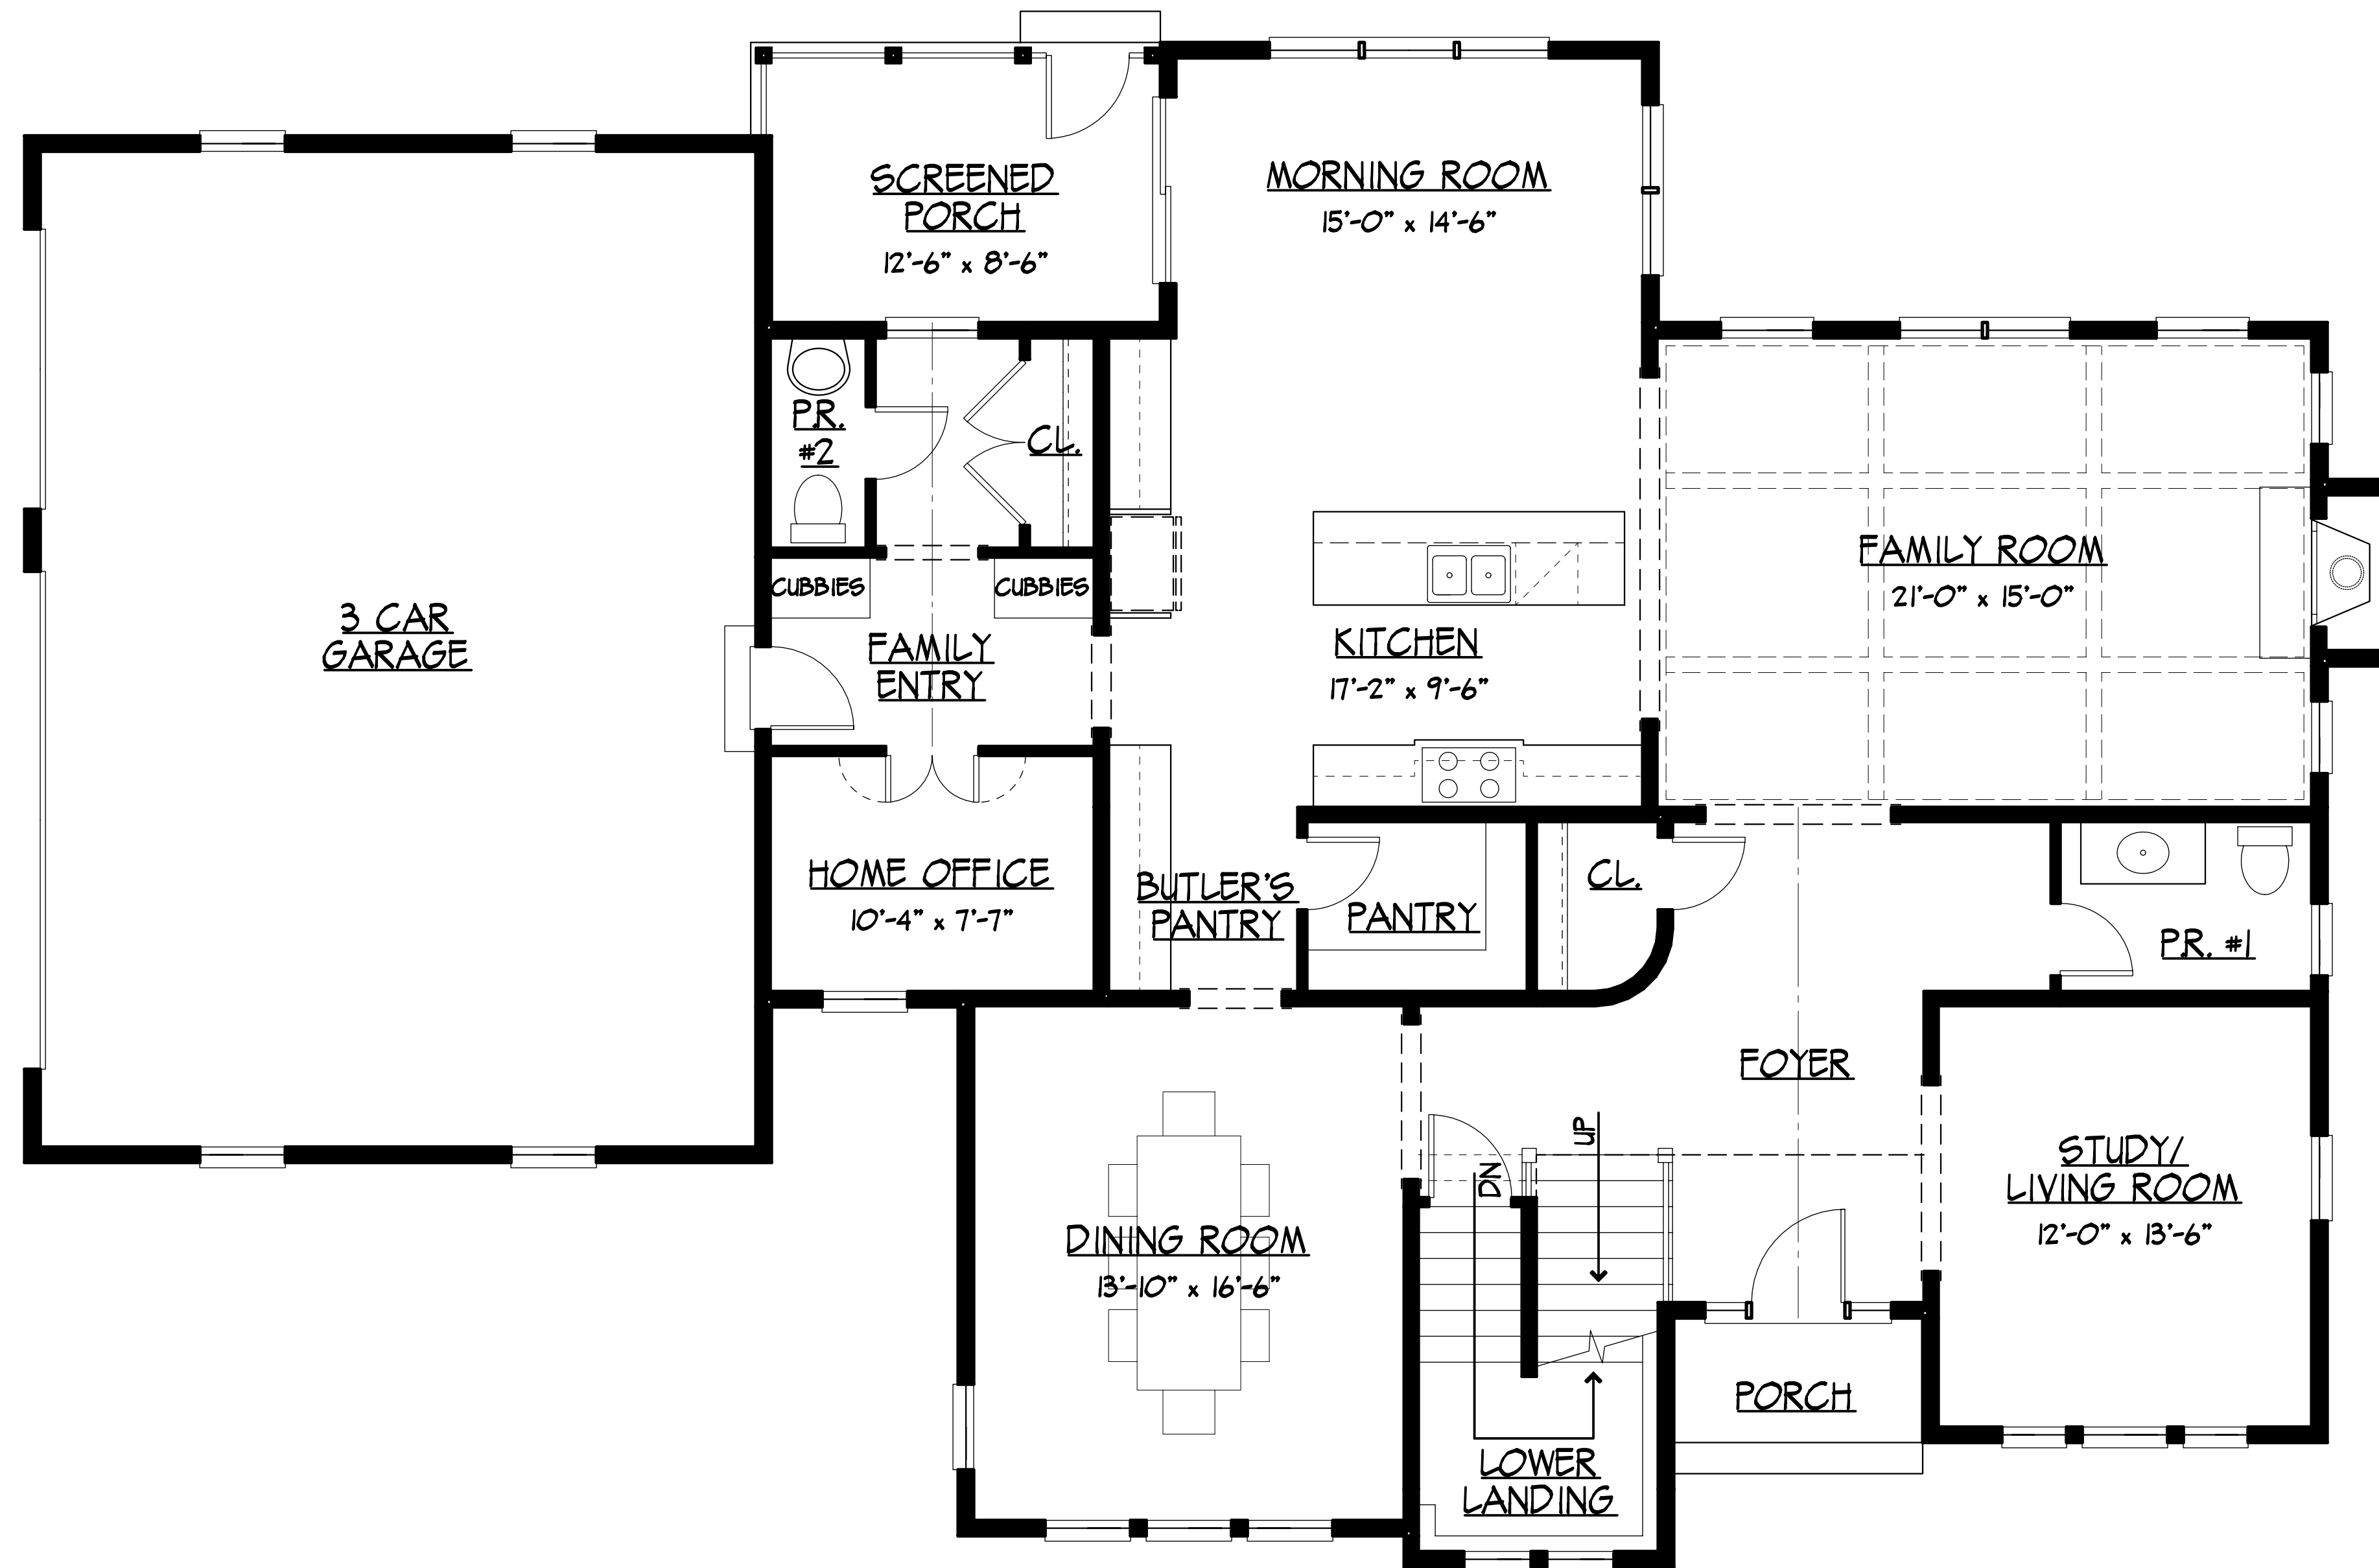 SCREENED
PORCH
12'-6" x 8'-6"
MORNING ROOM
15'-0" x 14'-6"
P.R.
#2
CL.
CUBBIES
CUBBIES
FAMILY
ENTRY
3 CAR
GARAGE
KITCHEN
17'-2" x 9'-6"
FAMILY ROOM
21'-0" x 15'-0"
HOME OFFICE
10'-4" x 7'-7"
BUTLER'S
PANTRY
PANTRY
CL.
P.R. #1
FOYER
UP
DN
STUDY/
LIVING ROOM
12'-0" x 13'-6"
DINING ROOM
13'-10" x 16'-6"
PORCH
LOWER
LANDING